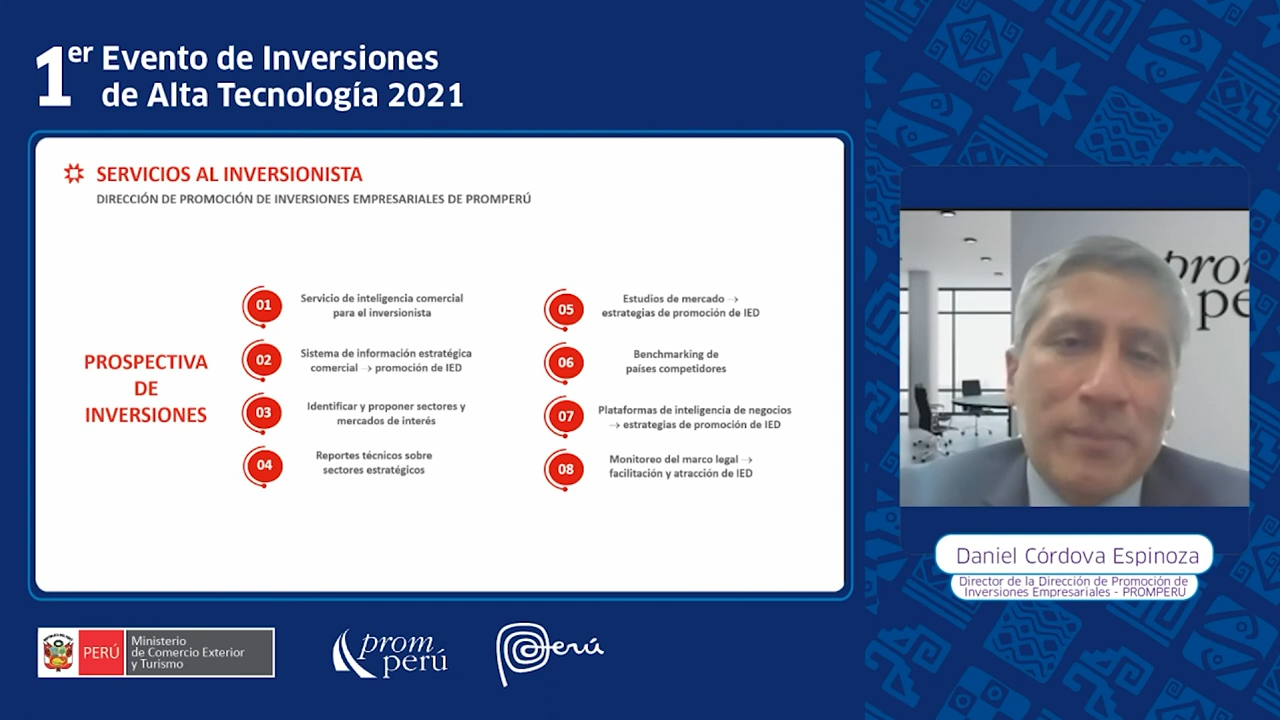 1er Evento de Inversiones
de Alta Tecnología 2021
SERVICIOS AL INVERSIONISTA
DIRECCIÓN DE PROMOCIÓN DE INVERSIONES EMPRESARIALES DE PROMPERÚ
PROSPECTIVA
DE
INVERSIONES
01
Servicio de inteligencia comercial
para el inversionista
02
Sistema de información estratégica
comercial → promoción de IED
03
Identificar y proponer sectores y
mercados de interés
04
Reportes técnicos sobre
sectores estratégicos
05
Estudios de mercado →
estrategias de promoción de IED
06
Benchmarking de
países competidores
07
Plataformas de inteligencia de negocios
→ estrategias de promoción de IED
08
Monitoreo del marco legal →
facilitación y atracción de IED
prom
pe
Daniel Córdova Espinoza
Director de la Dirección de Promoción de
Inversiones Empresariales - PROMPERÚ
PERÚ
Ministerio
de Comercio Exterior
y Turismo
prom
perú
Perú